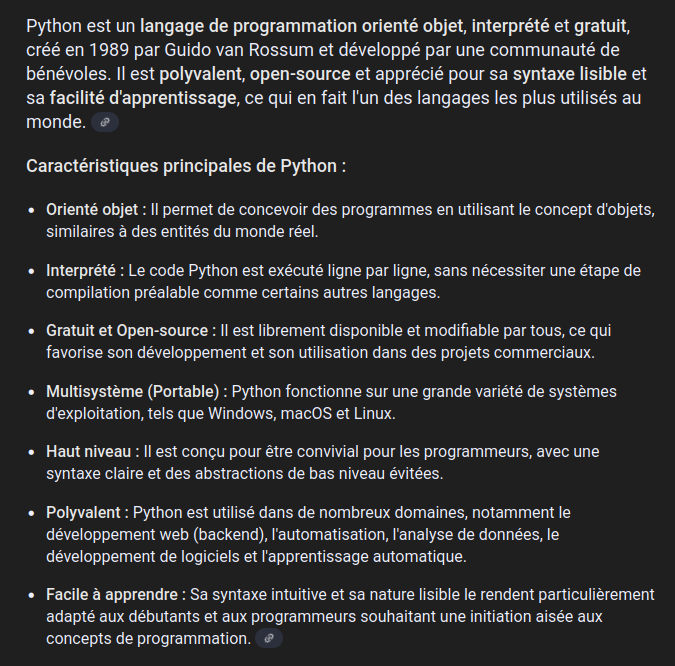 Python est un langage de programmation orienté objet, interprété et gratuit,
créé en 1989 par Guido van Rossum et développé par une communauté de
bénévoles. Il est polyvalent, open-source et apprécié pour sa syntaxe lisible et
sa facilité d'apprentissage, ce qui en fait l'un des langages les plus utilisés au
monde.
Caractéristiques principales de Python :
• Orienté objet : Il permet de concevoir des programmes en utilisant le concept d'objets,
similaires à des entités du monde réel.
• Interprété : Le code Python est exécuté ligne par ligne, sans nécessiter une étape de
compilation préalable comme certains autres langages.
• Gratuit et Open-source : Il est librement disponible et modifiable par tous, ce qui
favorise son développement et son utilisation dans des projets commerciaux.
• Multisystème (Portable) : Python fonctionne sur une grande variété de systèmes
d'exploitation, tels que Windows, macOS et Linux.
• Haut niveau : Il est conçu pour être convivial pour les programmeurs, avec une
syntaxe claire et des abstractions de bas niveau évitées.
• Polyvalent : Python est utilisé dans de nombreux domaines, notamment le
développement web (backend), l'automatisation, l'analyse de données, le
développement de logiciels et l'apprentissage automatique.
• Facile à apprendre : Sa syntaxe intuitive et sa nature lisible le rendent particulièrement
adapté aux débutants et aux programmeurs souhaitant une initiation aisée aux
concepts de programmation.